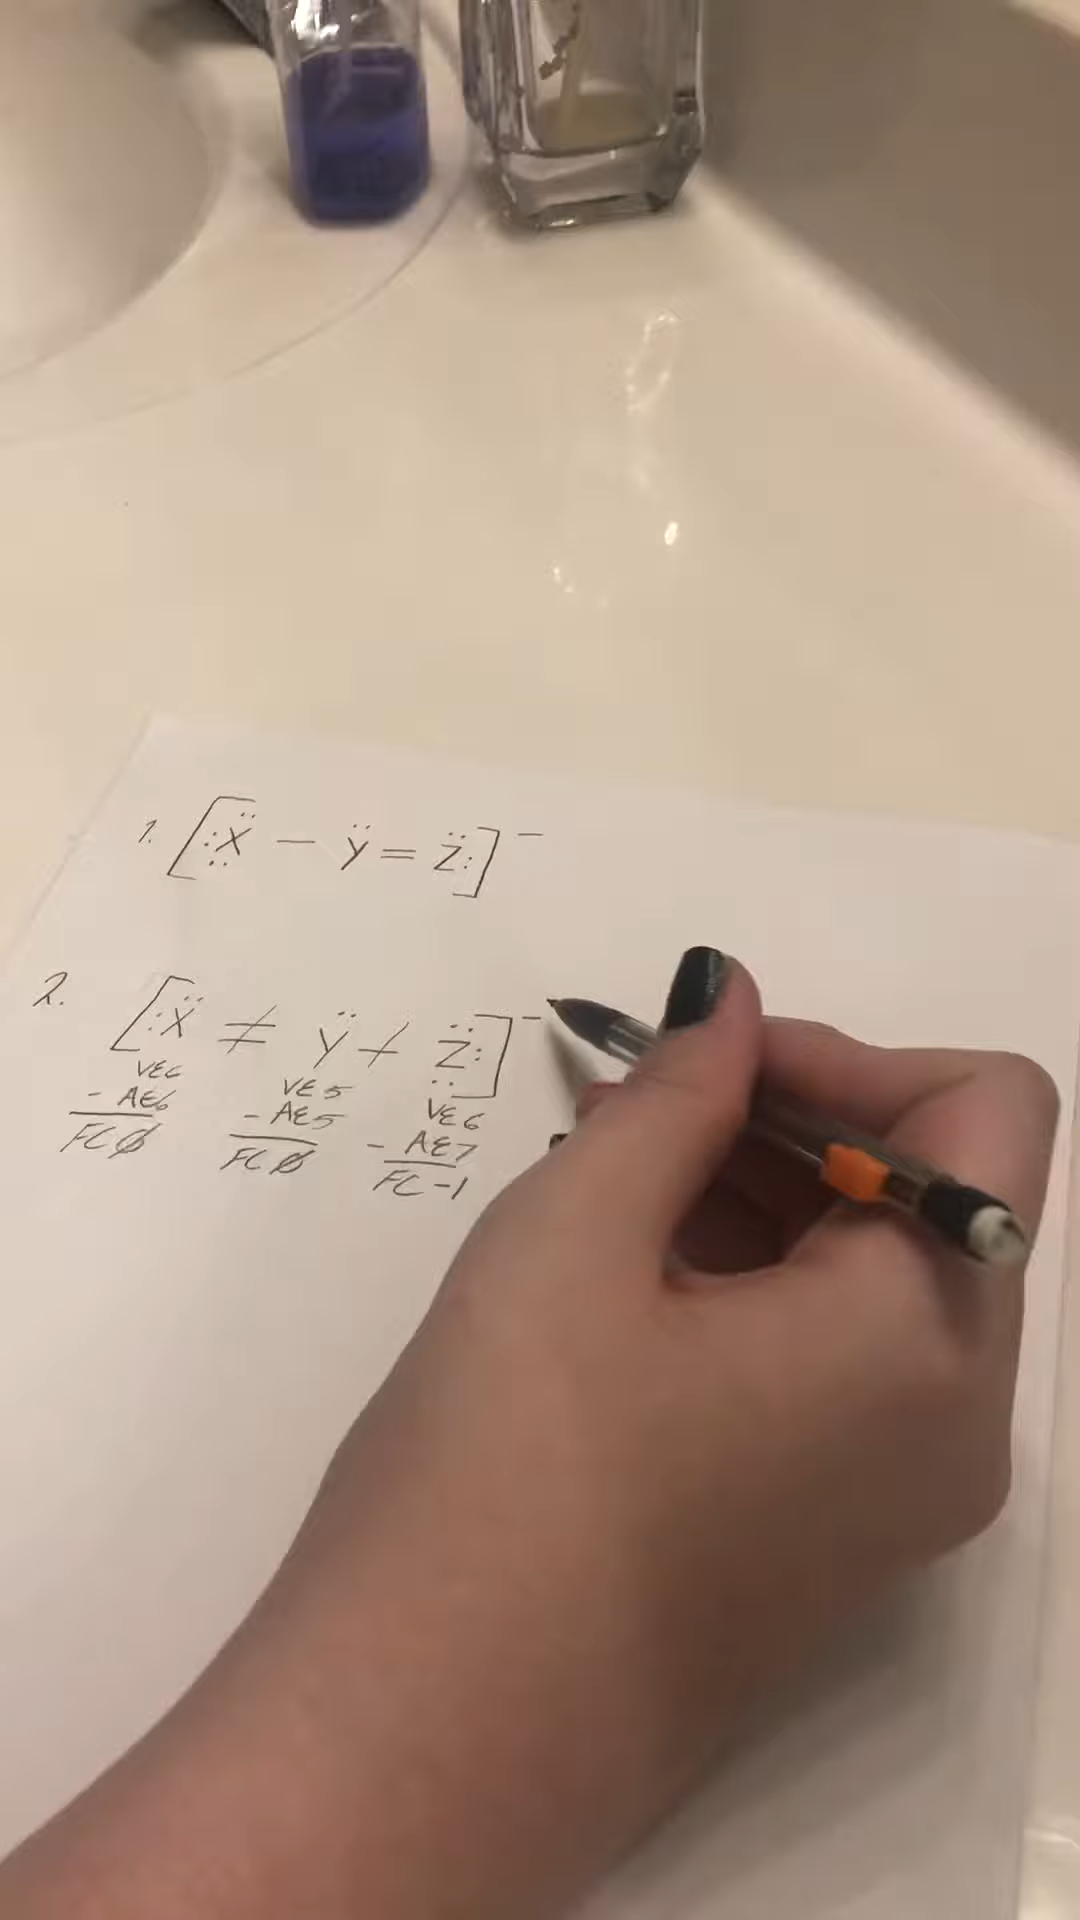 1. [:Ẍ − Ÿ = Z̈:]⁻
2. [:Ẍ ≠ Ÿ ⌿ Z̈:]⁻
VE6 VE5 VE6
- AE6 - AE5 - AE7
FC∅ FC∅ FC-1